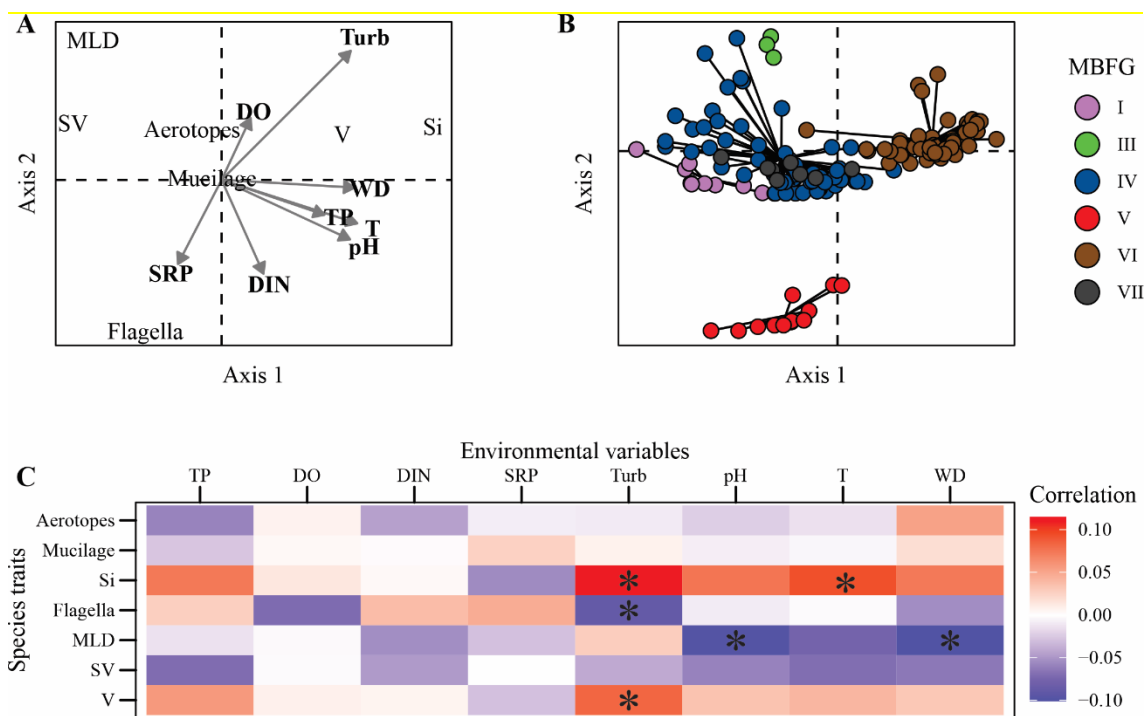 A
MLD
Turb
DO
SV
Aerotopes
V
Si
Mucilage
WD
TP
T
pH
SRP
DIN
Flagella
Axis 2
Axis 1
B
Axis 2
Axis 1
MBFG
I
III
IV
V
VI
VII
C
Environmental variables
TP DO DIN SRP Turb pH T WD
Species traits
Aerotopes
Mucilage
Si * *
Flagella *
MLD * *
SV
V *
Correlation
0.10
0.05
0.00
−0.05
−0.10